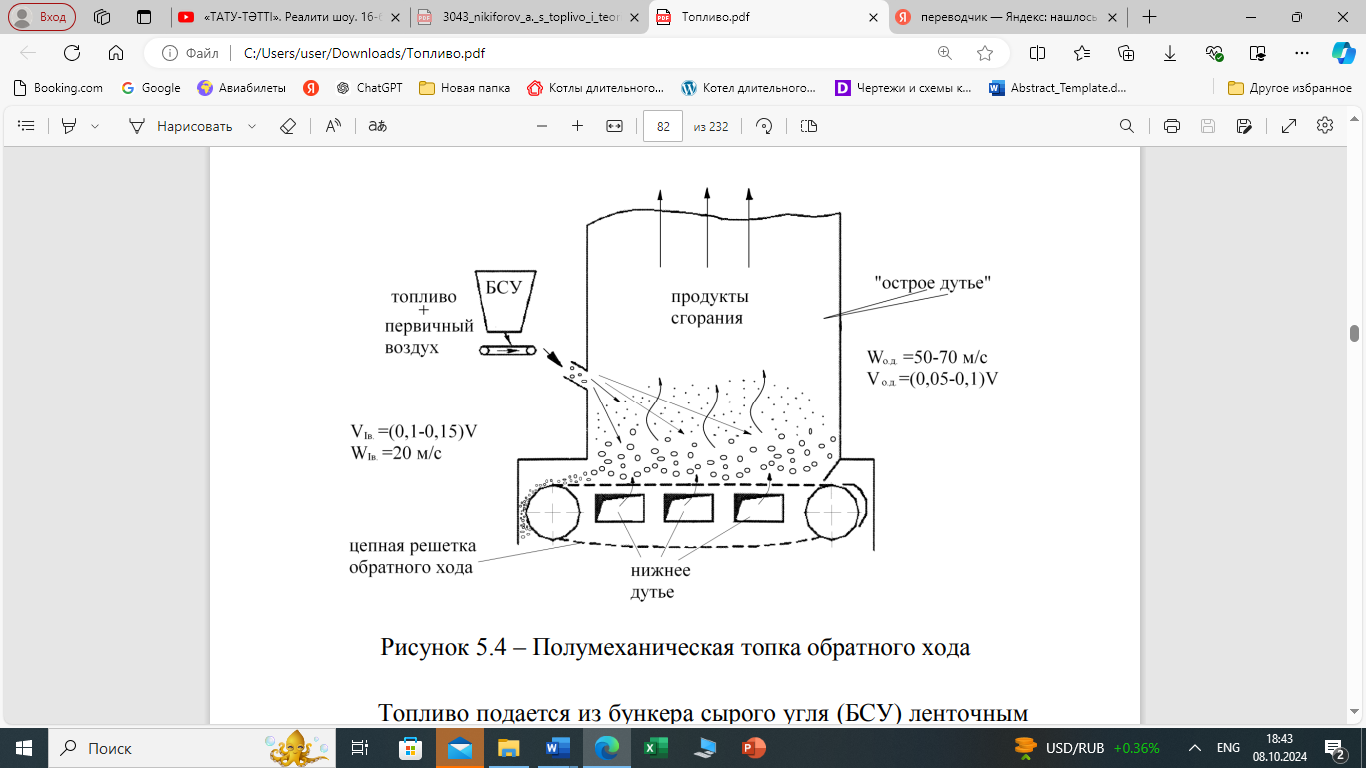 Вход
«ТАТУ-ТӘТТІ». Реалити шоу. 16-б
3043_nikiforov_a._s_toplivo_i_teor
Топливо.pdf
переводчик — Яндекс: нашлось
Файл
C:/Users/user/Downloads/Топливо.pdf
Booking.com
Google
Авиабилеты
ChatGPT
Новая папка
Котлы длительного...
Котел длительного...
Чертежи и схемы к...
Abstract_Template.d...
Другое избранное
Нарисовать
82
из 232
БСУ
топливо
+
первичный
воздух
продукты
сгорания
"острое дутье"
Wо.д. =50-70 м/с
Vо.д. =(0,05-0,1)V
VIв. =(0,1-0,15)V
WIв. =20 м/с
цепная решетка
обратного хода
нижнее
дутье
Рисунок 5.4 – Полумеханическая топка обратного хода
Топливо подается из бункера сырого угля (БСУ) ленточным
Поиск
USD/RUB +0.36%
ENG
18:43
08.10.2024
2